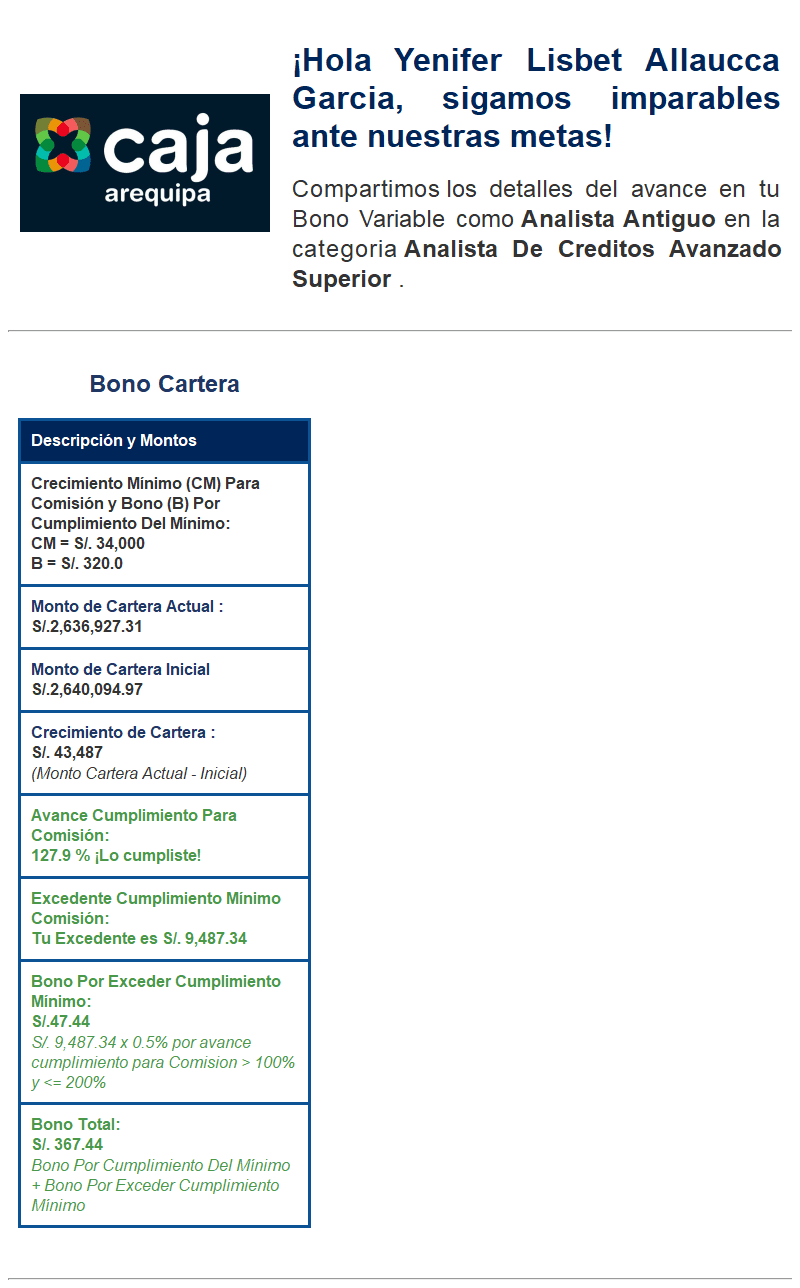 caja
arequipa
¡Hola Yenifer Lisbet Allaucca
Garcia, sigamos imparables
ante nuestras metas!
Compartimos los detalles del avance en tu
Bono Variable como Analista Antiguo en la
categoria Analista De Creditos Avanzado
Superior .
Bono Cartera
Descripción y Montos
Crecimiento Mínimo (CM) Para
Comisión y Bono (B) Por
Cumplimiento Del Mínimo:
CM = S/. 34,000
B = S/. 320.0
Monto de Cartera Actual :
S/.2,636,927.31
Monto de Cartera Inicial
S/.2,640,094.97
Crecimiento de Cartera :
S/. 43,487
(Monto Cartera Actual - Inicial)
Avance Cumplimiento Para
Comisión:
127.9 % ¡Lo cumpliste!
Excedente Cumplimiento Mínimo
Comisión:
Tu Excedente es S/. 9,487.34
Bono Por Exceder Cumplimiento
Mínimo:
S/.47.44
S/. 9,487.34 x 0.5% por avance
cumplimiento para Comision > 100%
y <= 200%
Bono Total:
S/. 367.44
Bono Por Cumplimiento Del Mínimo
+ Bono Por Exceder Cumplimiento
Mínimo